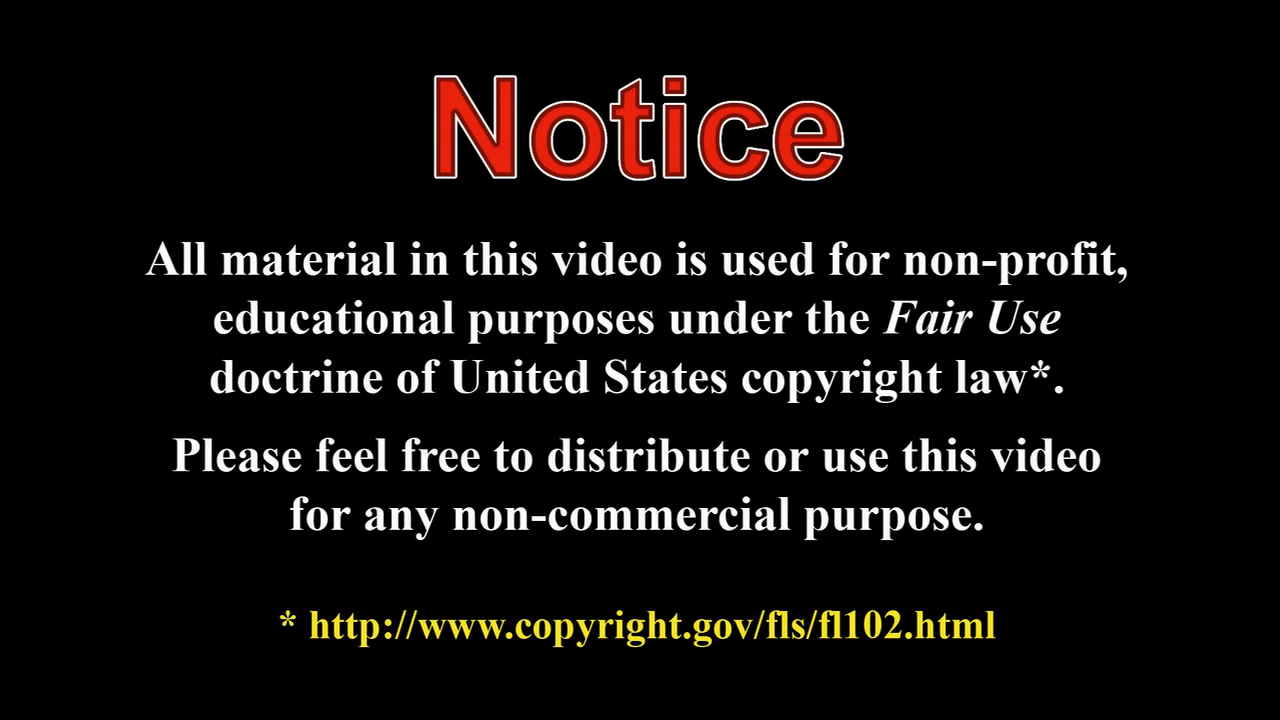 Notice
All material in this video is used for non-profit,
educational purposes under the Fair Use
doctrine of United States copyright law*.
Please feel free to distribute or use this video
for any non-commercial purpose.
* http://www.copyright.gov/fls/fl102.html